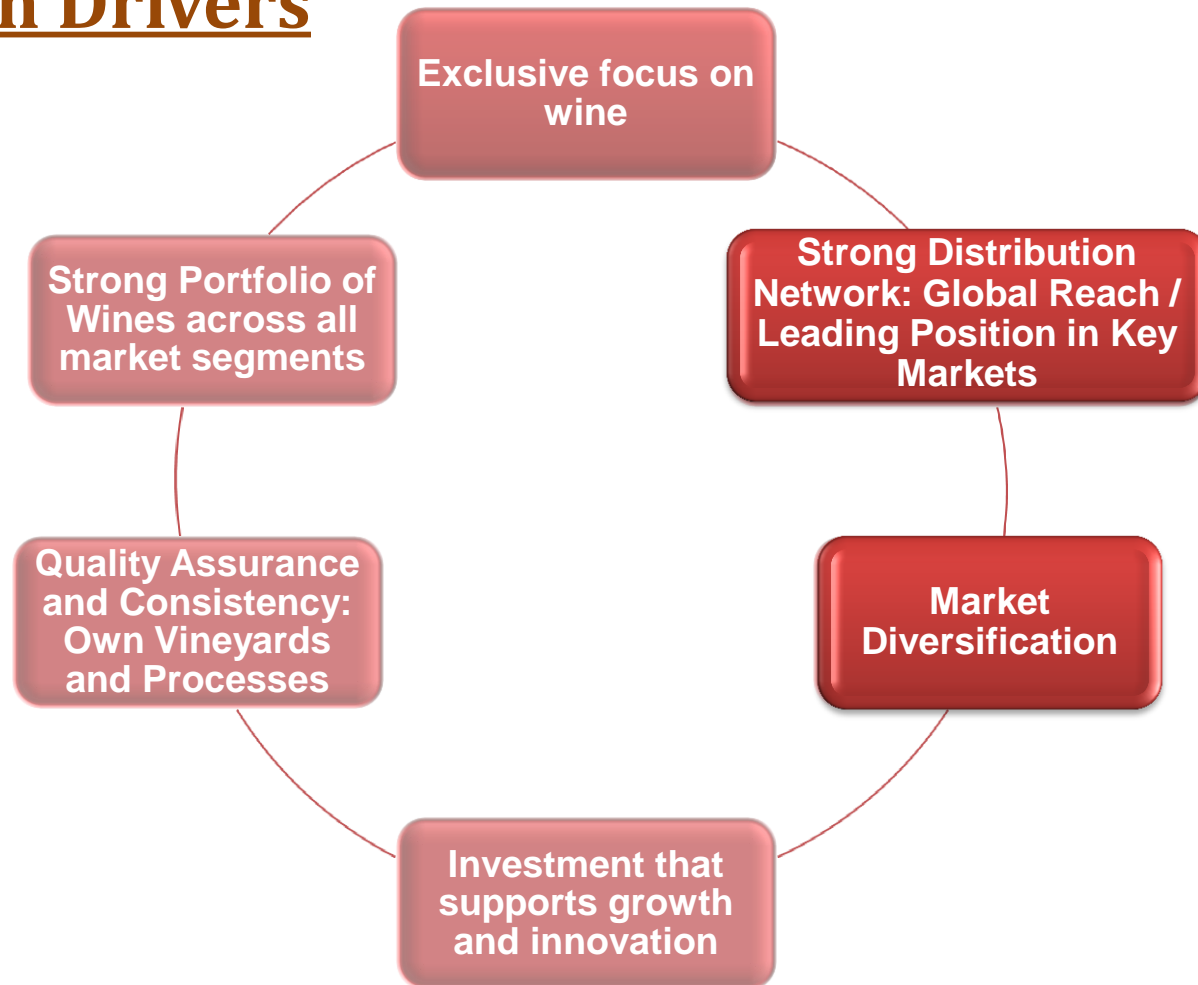 n Drivers
Exclusive focus on
wine
Strong Distribution
Network: Global Reach /
Leading Position in Key
Markets
Market
Diversification
Investment that
supports growth
and innovation
Quality Assurance
and Consistency:
Own Vineyards
and Processes
Strong Portfolio of
Wines across all
market segments